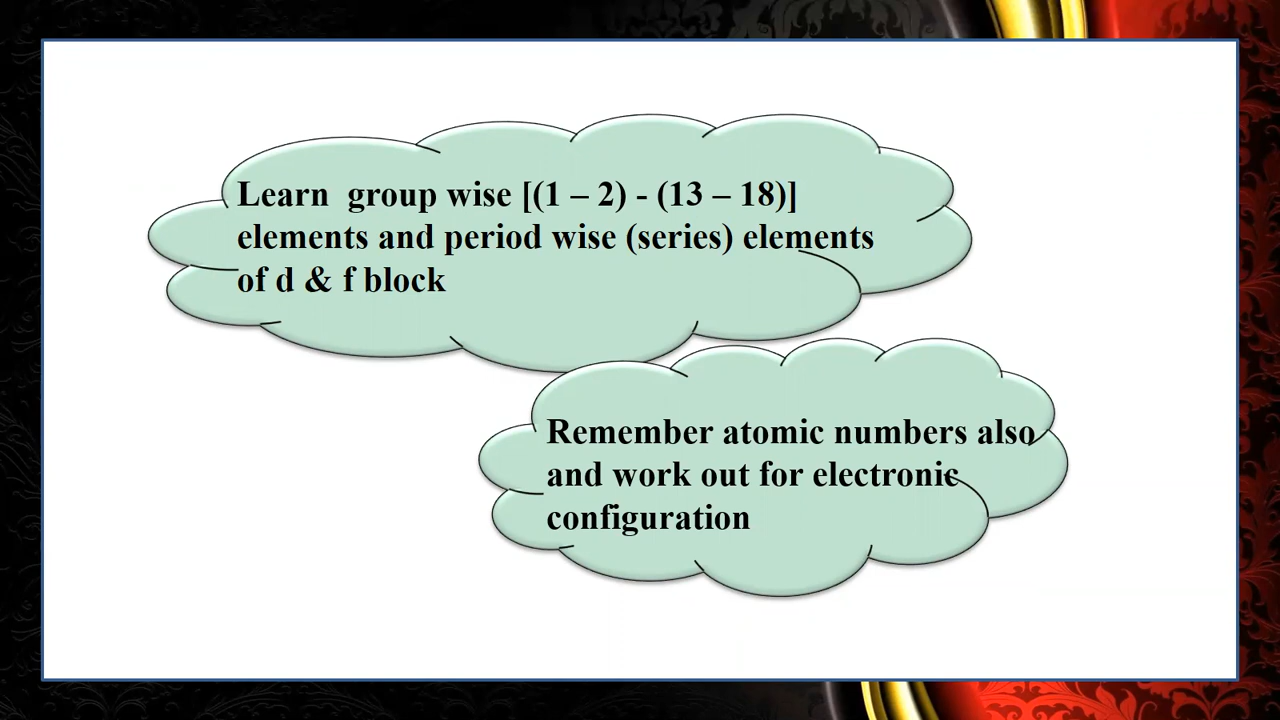 Learn group wise [(1 – 2) - (13 – 18)]
elements and period wise (series) elements
of d & f block
Remember atomic numbers also
and work out for electronic
configuration